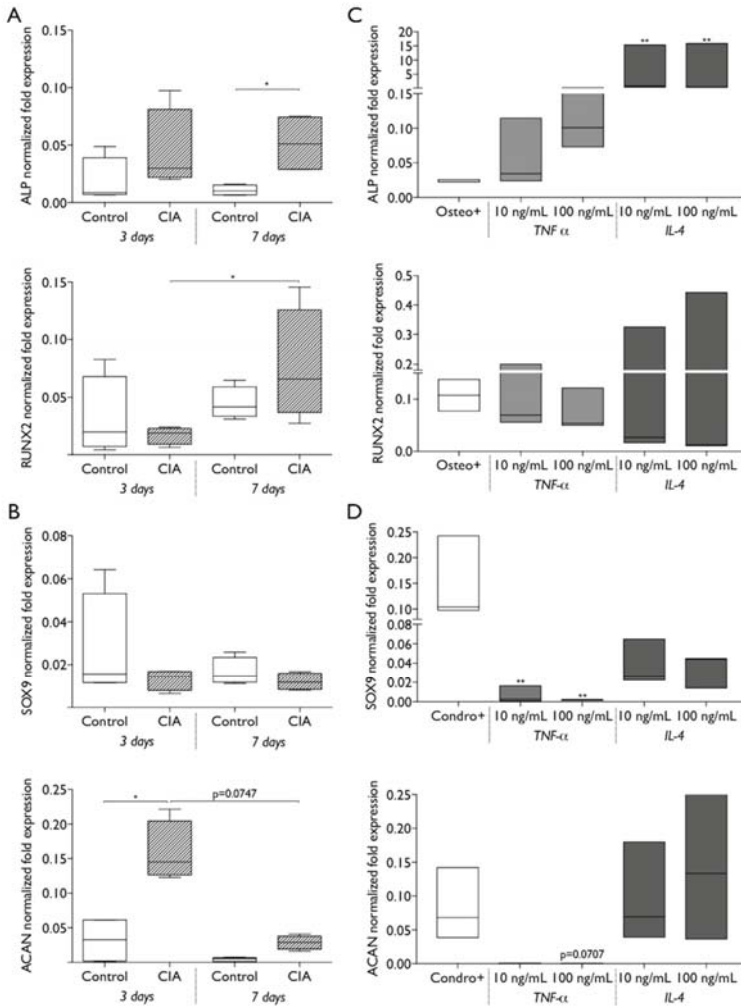 A
ALP normalized fold expression
0.15
0.10
0.05
0.00
*
Control CIA Control CIA
3 days 7 days
RUNX2 normalized fold expression
0.15
0.10
0.05
*
Control CIA Control CIA
3 days 7 days
B
SOX9 normalized fold expression
0.08
0.06
0.04
0.02
Control CIA Control CIA
3 days 7 days
ACAN normalized fold expression
0.25
0.20
0.15
0.10
0.05
* p=0.0747
Control CIA Control CIA
3 days 7 days
C
ALP normalized fold expression
20
15
10
5
0.15
0.10
0.05
0.00
** **
Osteo+ 10 ng/mL 100 ng/mL 10 ng/mL 100 ng/mL
TNF α IL-4
RUNX2 normalized fold expression
0.5
0.4
0.3
0.2
0.1
0.0
Osteo+ 10 ng/mL 100 ng/mL 10 ng/mL 100 ng/mL
TNF-α IL-4
D
SOX9 normalized fold expression
0.25
0.20
0.15
0.10
0.08
0.06
0.04
0.02
0.00
** **
Condro+ 10 ng/mL 100 ng/mL 10 ng/mL 100 ng/mL
TNF-α IL-4
ACAN normalized fold expression
0.25
0.20
0.15
0.10
0.05
0.00
p=0.0707
Condro+ 10 ng/mL 100 ng/mL 10 ng/mL 100 ng/mL
TNF-α IL-4